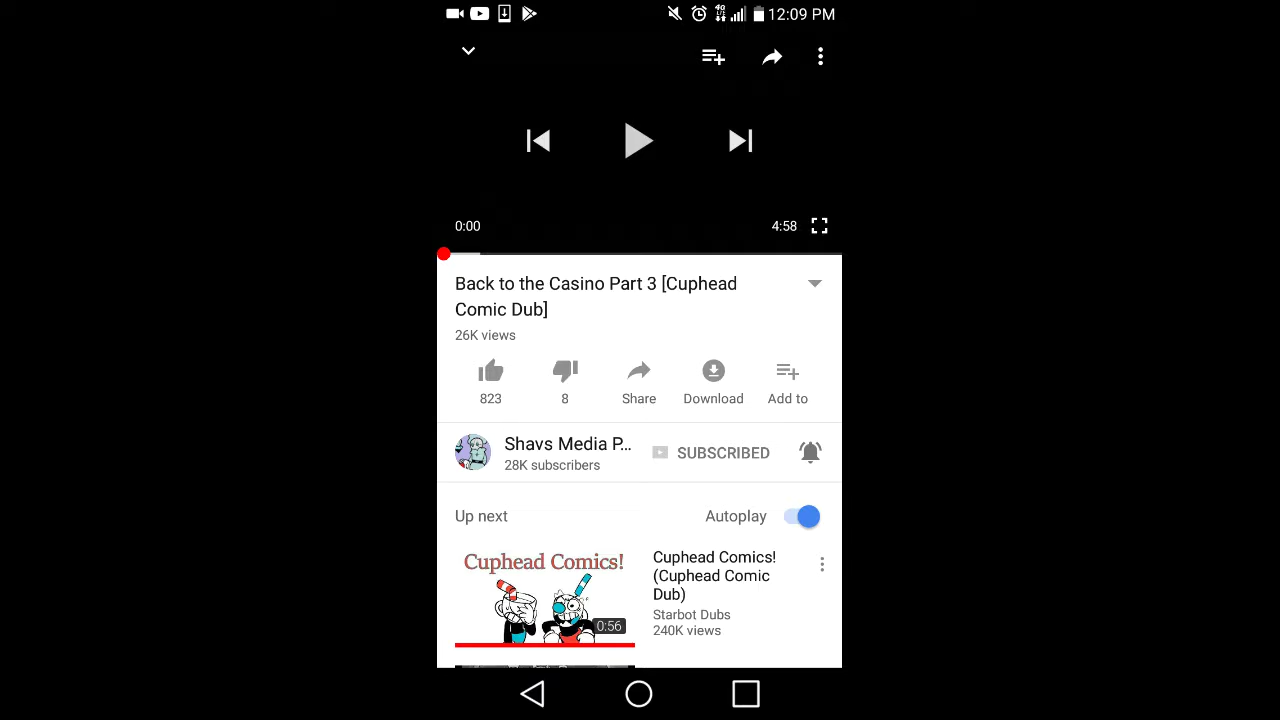 12:09 PM
0:00
4:58
Back to the Casino Part 3 [Cuphead
Comic Dub]
26K views
823
8
Share
Download
Add to
Shavs Media P...
28K subscribers
SUBSCRIBED
Up next
Autoplay
Cuphead Comics!
0:56
Cuphead Comics!
(Cuphead Comic
Dub)
Starbot Dubs
240K views